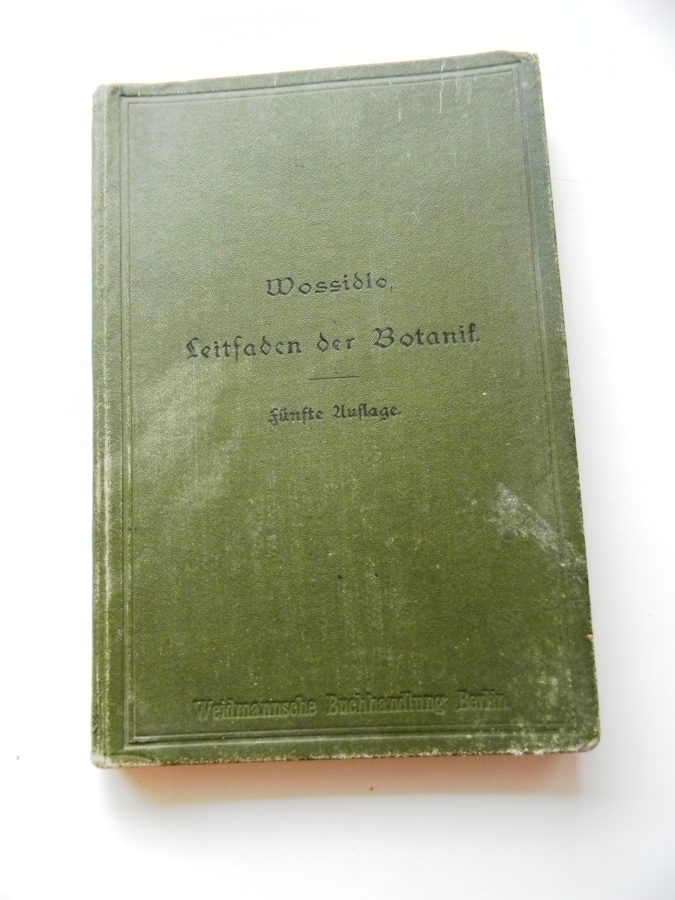 Wossidlo,
Leitfaden der Botanik.
Fünfte Auflage.
Weidmannsche Buchhandlung Berlin